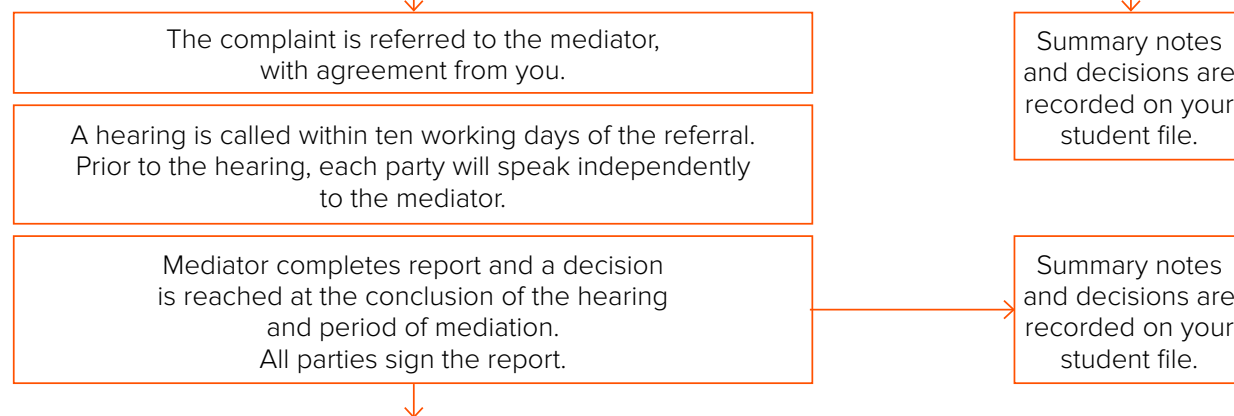 The complaint is referred to the mediator,
with agreement from you.
Summary notes
and decisions are
recorded on your
student file.
A hearing is called within ten working days of the referral.
Prior to the hearing, each party will speak independently
to the mediator.
Mediator completes report and a decision
is reached at the conclusion of the hearing
and period of mediation.
All parties sign the report.
Summary notes
and decisions are
recorded on your
student file.